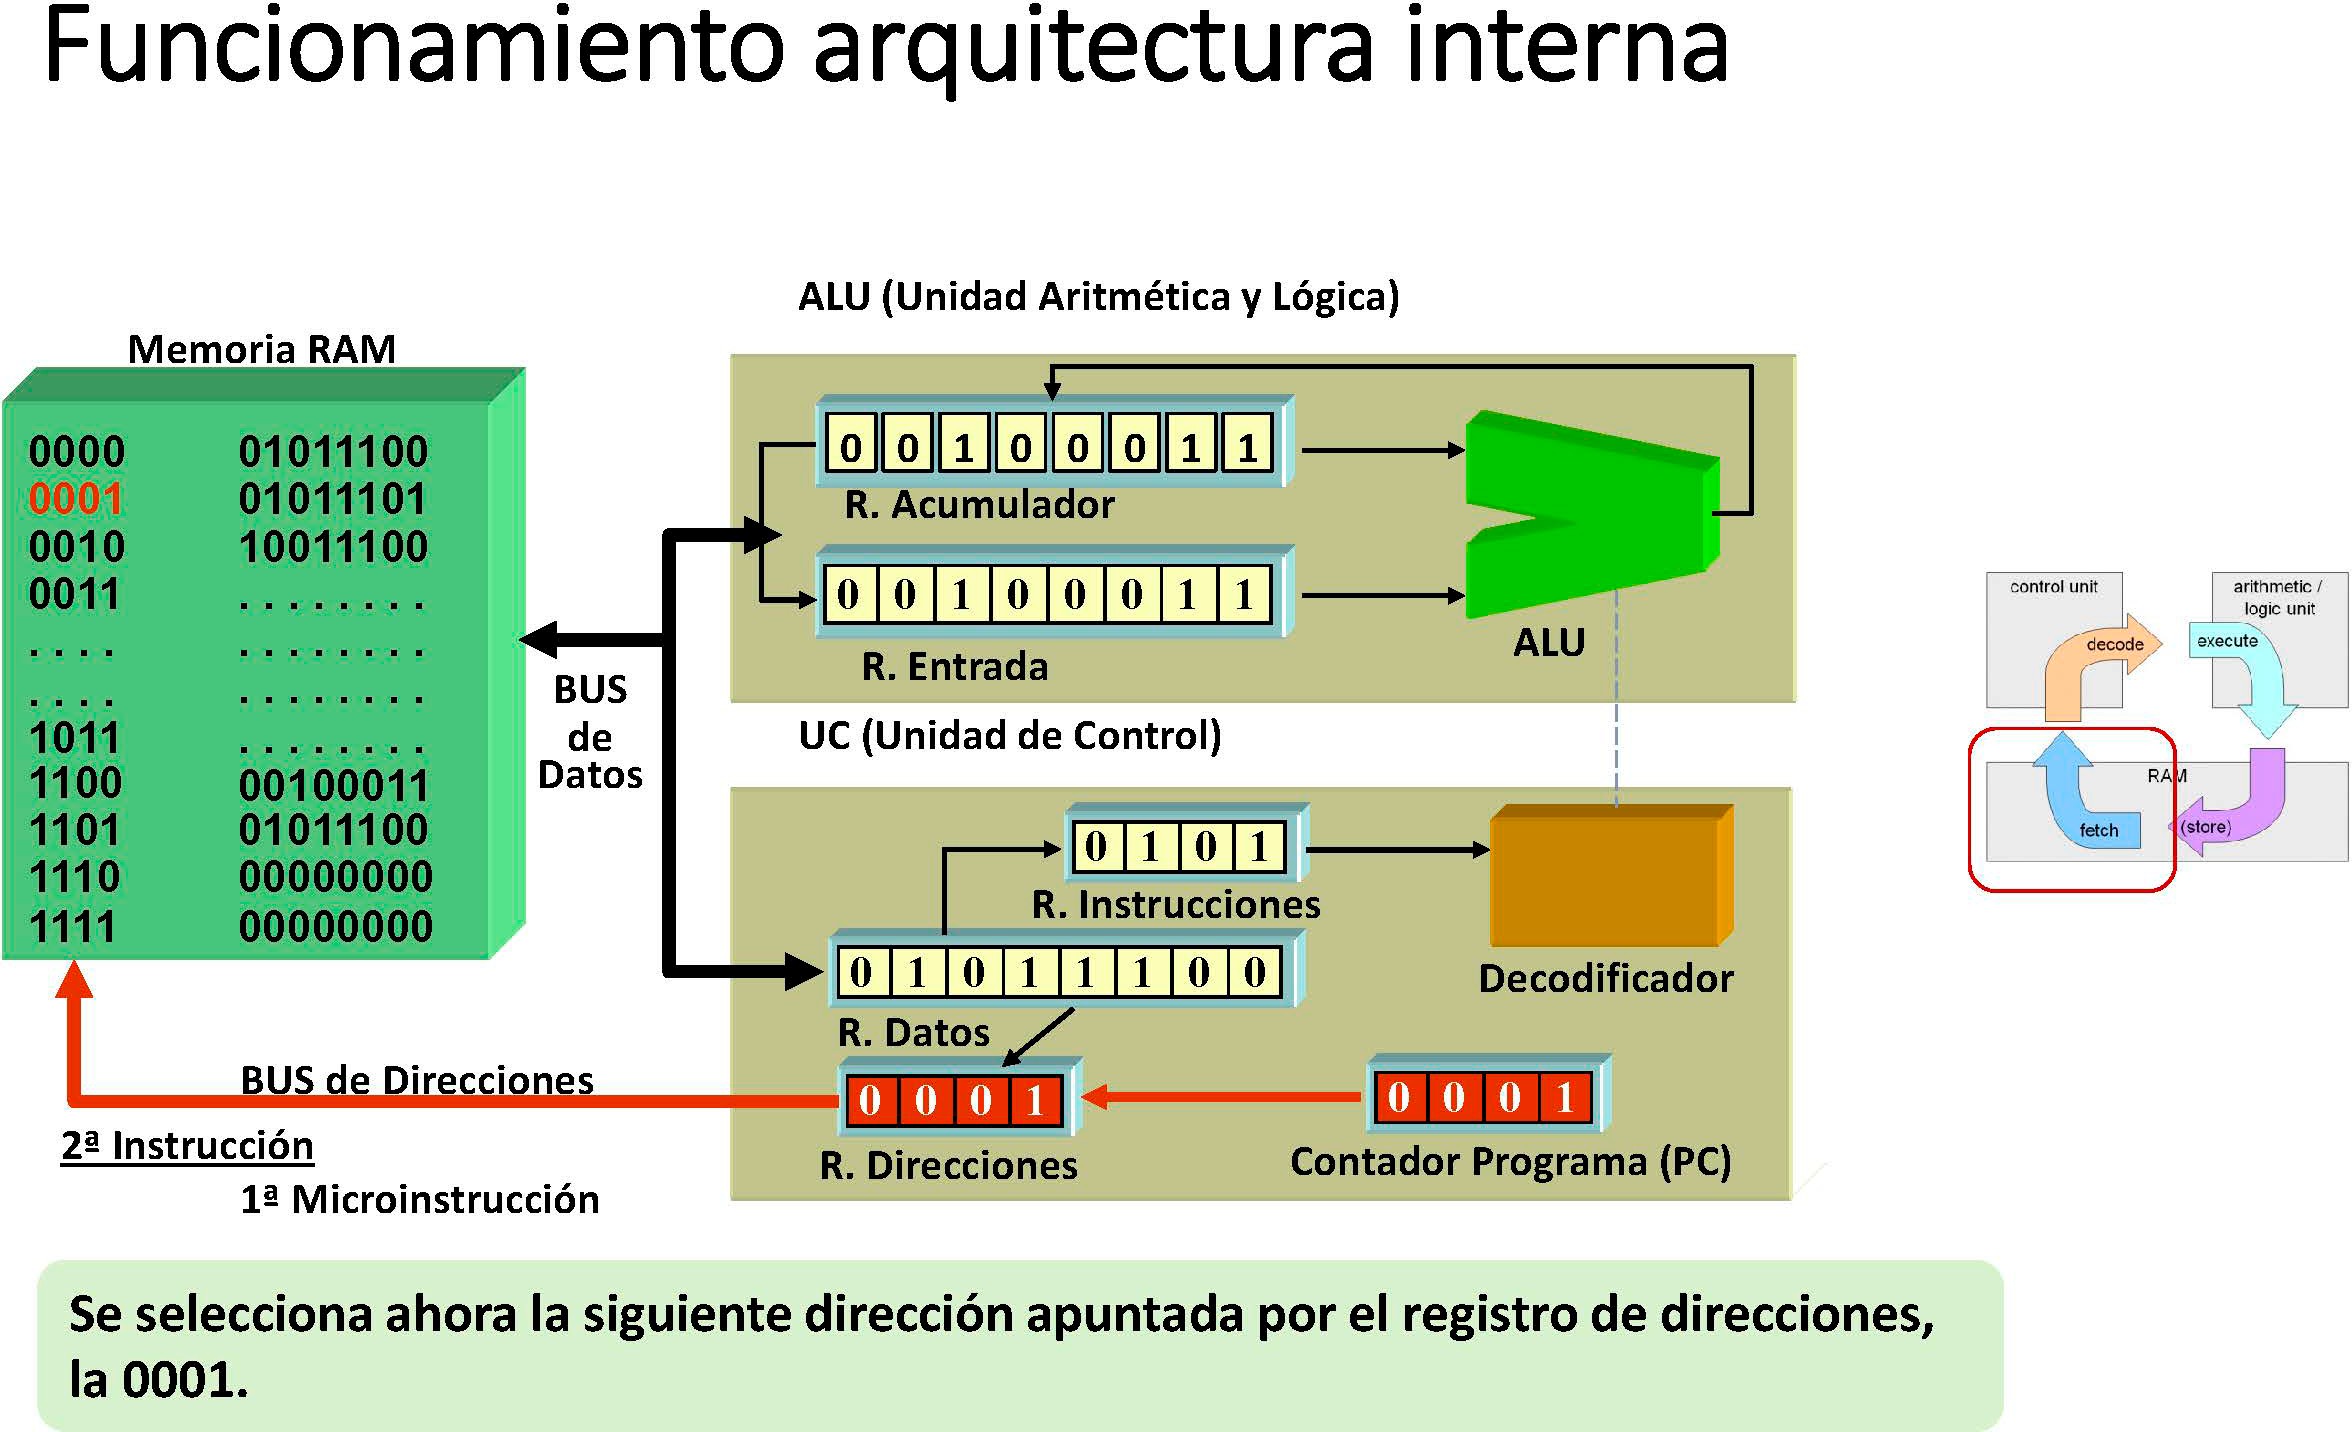 Funcionamiento arquitectura interna
ALU (Unidad Aritmética y Lógica)
Memoria RAM
0000 01011100
0001 01011101
0010 10011100
0011 . . . . . . . .
. . . . . . . . . . . .
. . . . . . . . . . . .
1011 . . . . . . . .
1100 00100011
1101 01011100
1110 00000000
1111 00000000
BUS
de
Datos
0 0 1 0 0 0 1 1
R. Acumulador
0 0 1 0 0 0 1 1
R. Entrada
ALU
UC (Unidad de Control)
0 1 0 1
R. Instrucciones
0 1 0 1 1 1 0 0
R. Datos
Decodificador
BUS de Direcciones
0 0 0 1
R. Direcciones
0 0 0 1
Contador Programa (PC)
control unit
decode
arithmetic /
logic unit
execute
RAM
fetch
(store)
2ª Instrucción
1ª Microinstrucción
Se selecciona ahora la siguiente dirección apuntada por el registro de direcciones,
la 0001.